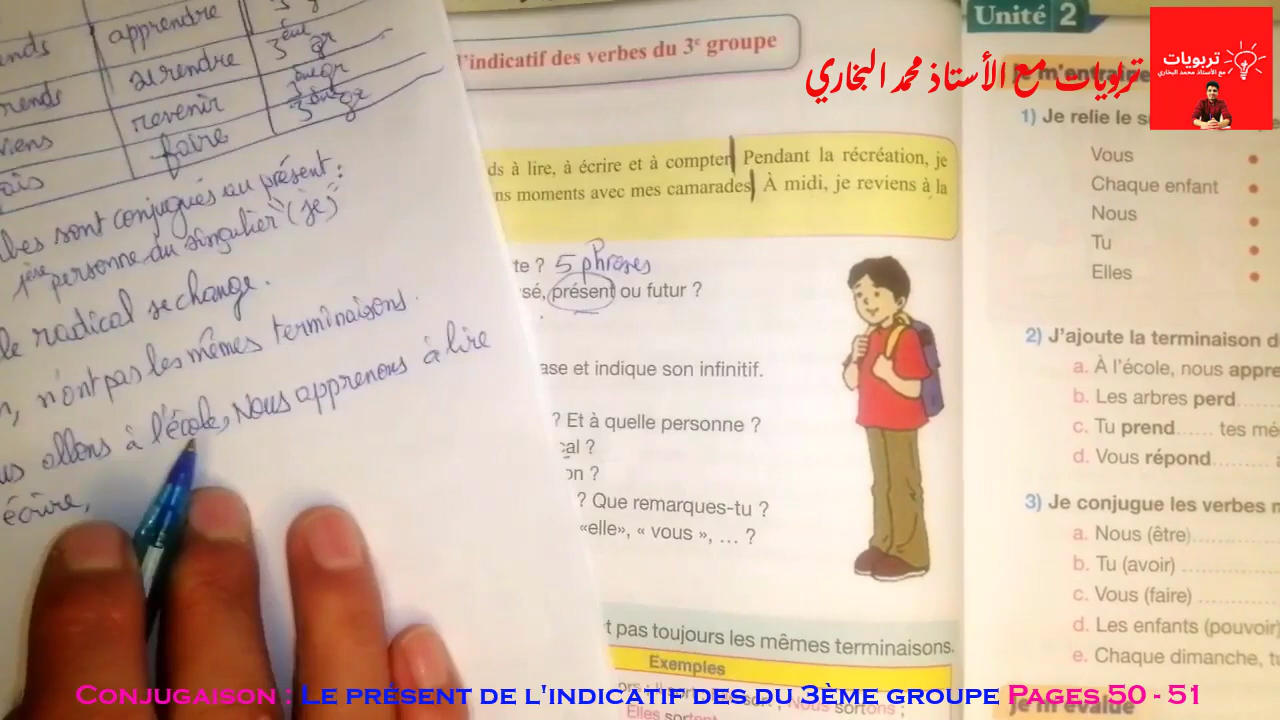 ends apprendre 3ème gr
rends se rendre 3ème gr
viens revenir 3ème gr
ais faire 3ème gr
bes sont conjugués au présent :
1ère personne du singulier "(je)"
le radical se change.
n, n'ont pas les mêmes terminaisons.
us allons à l'école, Nous apprenons à lire
écrire,
l'indicatif des verbes du 3e groupe
ds à lire, à écrire et à compter Pendant la récréation, je
ns moments avec mes camarades. À midi, je reviens à la
te ? 5 phrases
sé, présent ou futur ?
ase et indique son infinitif.
? Et à quelle personne ?
cal ?
on ?
? Que remarques-tu ?
«elle», « vous », ... ?
t pas toujours les mêmes terminaisons.
Exemples
Nous sortons ;
Elles sortent
Unité 2
تربويات
مع الأستاذ محمد البخاري
تربويات مع الأستاذ محمد البخاري
m'entraîne
1) Je relie le s
Vous
Chaque enfant
Nous
Tu
Elles
2) J'ajoute la terminaison d
a. À l'école, nous appre
b. Les arbres perd......
c. Tu prend...... tes mé
d. Vous répond.........
3) Je conjugue les verbes
a. Nous (être)..................
b. Tu (avoir) ..................
c. Vous (faire) ................
d. Les enfants (pouvoir)
e. Chaque dimanche, tu
je m'évalue
Conjugaison : Le présent de l'indicatif des du 3ème groupe Pages 50 - 51